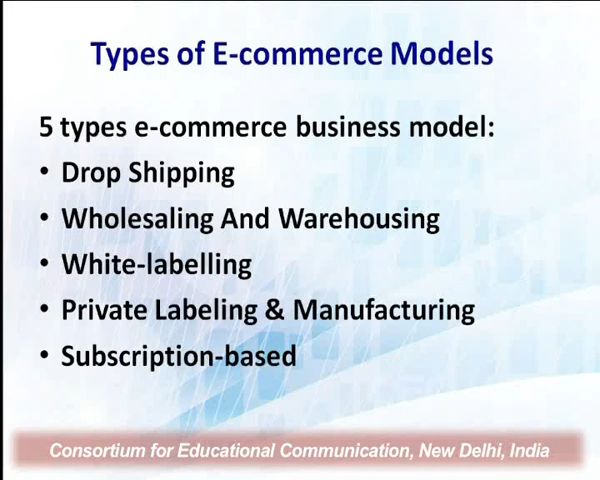 Types of E-commerce Models
5 types e-commerce business model:
• Drop Shipping
• Wholesaling And Warehousing
• White-labelling
• Private Labeling & Manufacturing
• Subscription-based
Consortium for Educational Communication, New Delhi, India